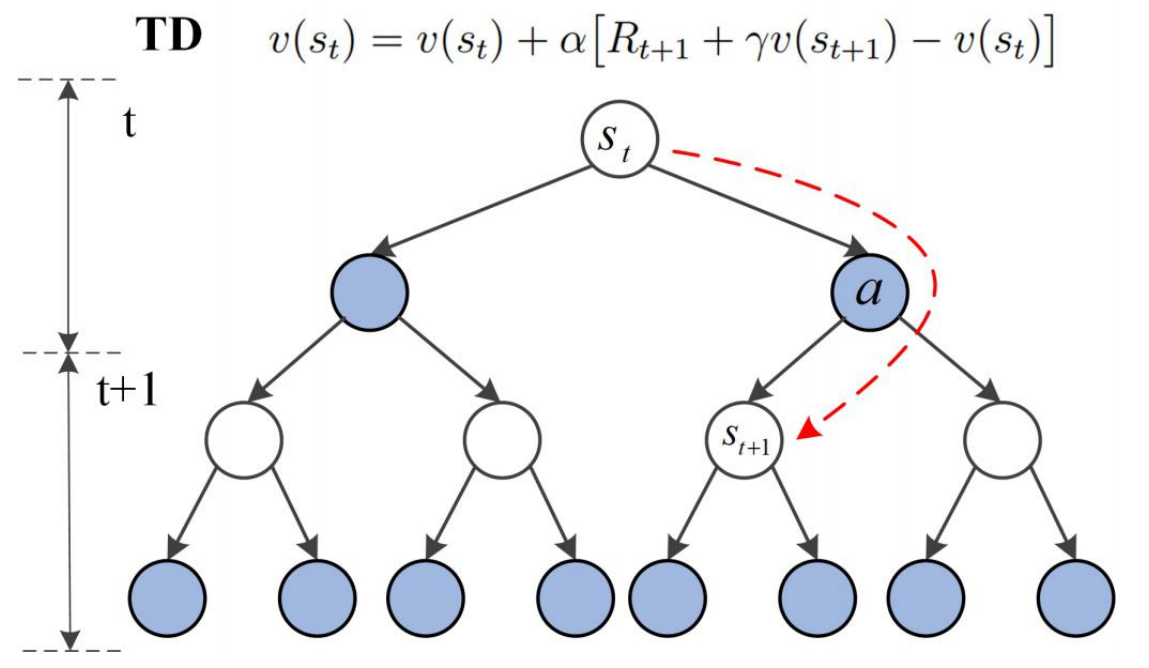 TD v(s_t) = v(s_t) + α[R_{t+1} + γv(s_{t+1}) − v(s_t)]
t
s_t
a
t+1
s_{t+1}